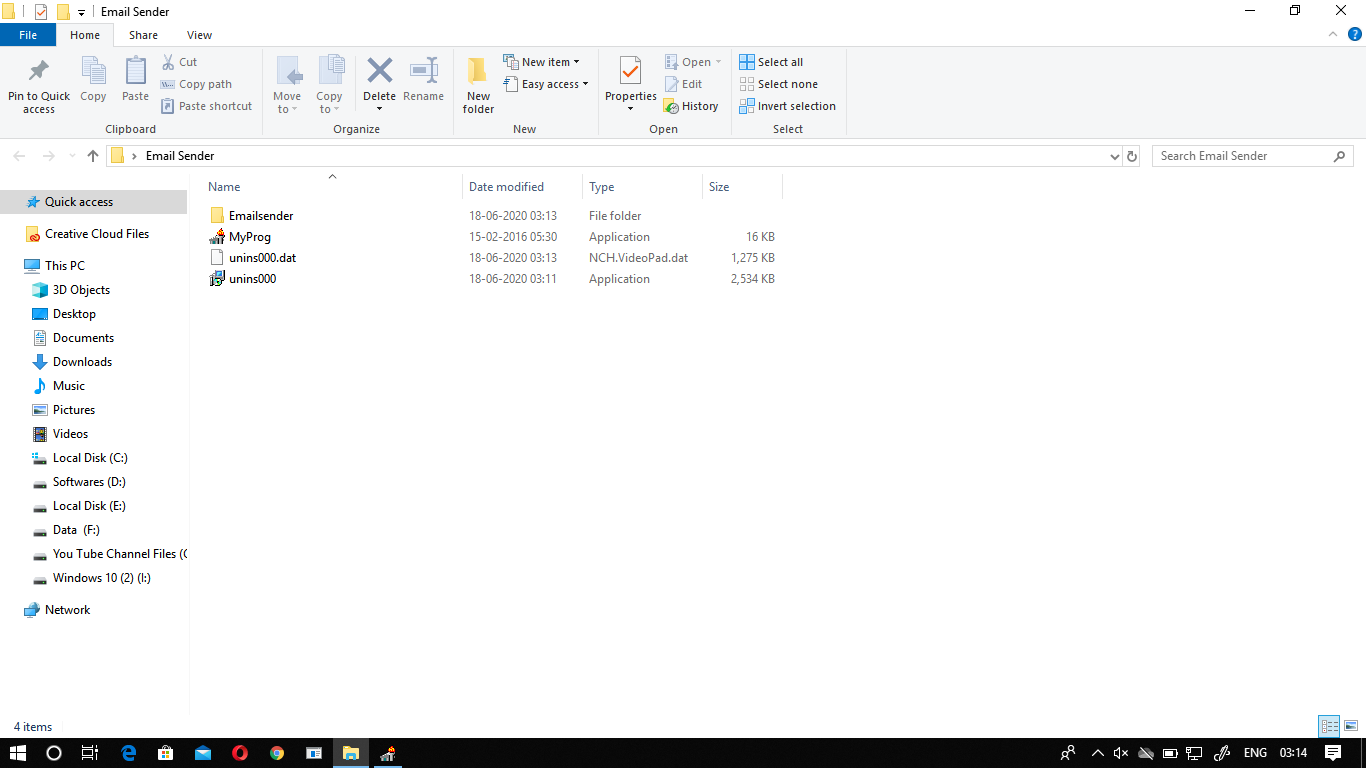 Email Sender
File Home Share View
Pin to Quick access
Copy
Paste
Cut
Copy path
Paste shortcut
Clipboard
Move to
Copy to
Delete
Rename
Organize
New folder
New item
Easy access
New
Properties
Open
Edit
History
Open
Select all
Select none
Invert selection
Select
Email Sender
Search Email Sender
Quick access
Creative Cloud Files
This PC
3D Objects
Desktop
Documents
Downloads
Music
Pictures
Videos
Local Disk (C:)
Softwares (D:)
Local Disk (E:)
Data (F:)
You Tube Channel Files (
Windows 10 (2) (I:)
Network
Name Date modified Type Size
Emailsender 18-06-2020 03:13 File folder
MyProg 15-02-2016 05:30 Application 16 KB
unins000.dat 18-06-2020 03:13 NCH.VideoPad.dat 1,275 KB
unins000 18-06-2020 03:11 Application 2,534 KB
4 items
ENG 03:14